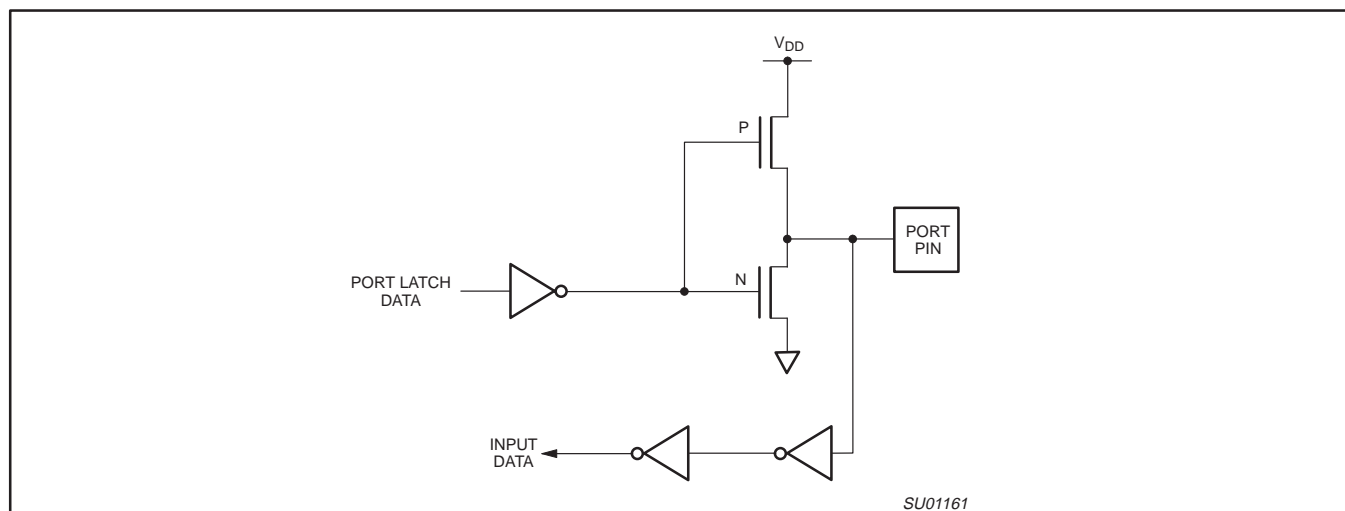 VDD
P
PORT
PIN
N
PORT LATCH
DATA
INPUT
DATA
SU01161